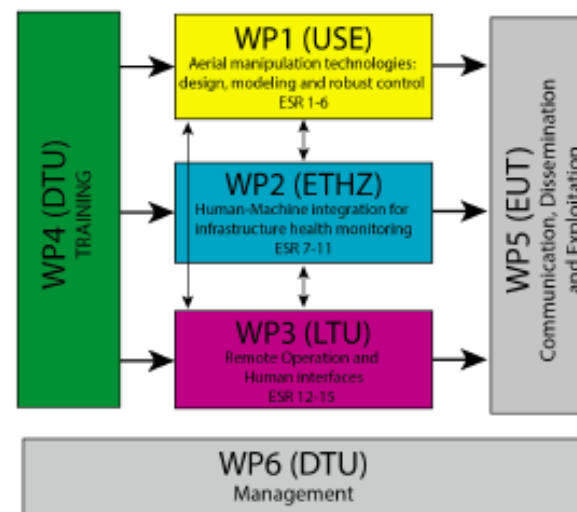 WP4 (DTU)
TRAINING
WP1 (USE)
Aerial manipulation technologies:
design, modeling and robust control
ESR 1-6
WP2 (ETHZ)
Human-Machine integration for
infrastructure health monitoring
ESR 7-11
WP3 (LTU)
Remote Operation and
Human interfaces
ESR 12-15
WP5 (EUT)
Communication, Dissemination
and Exploitation
WP6 (DTU)
Management